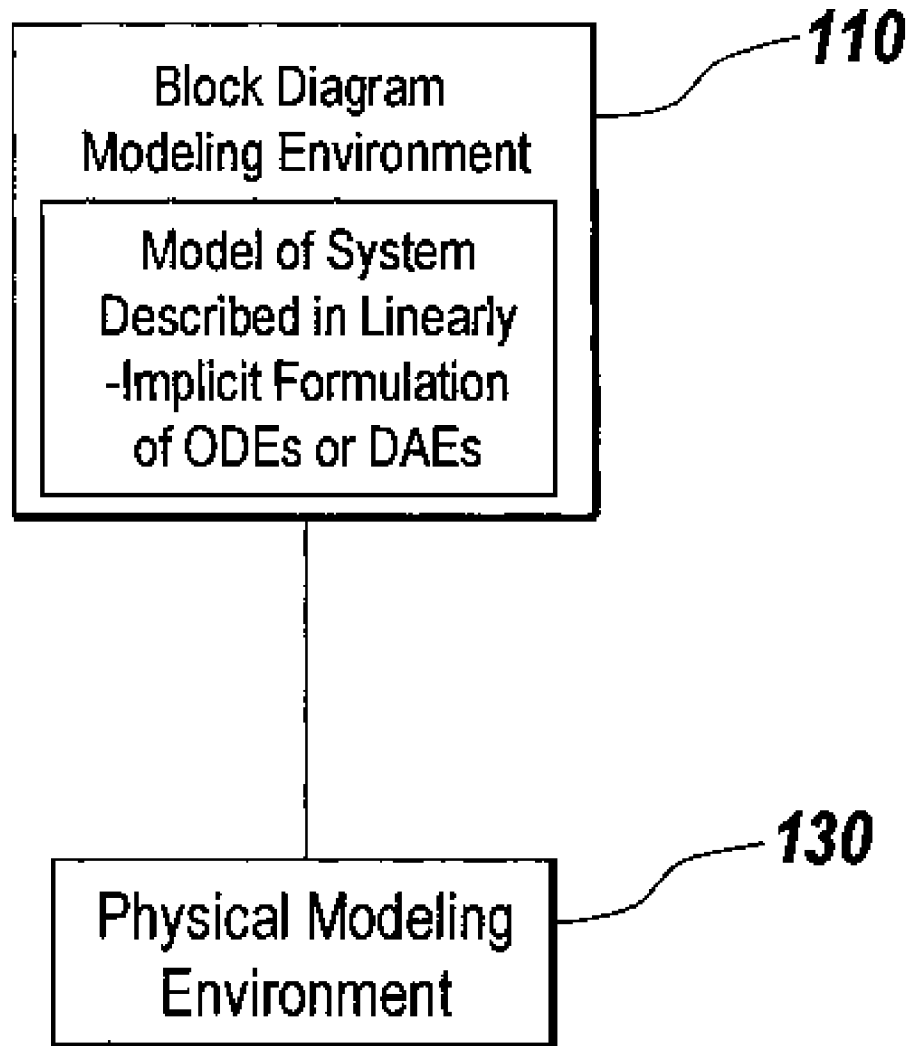 110
Block Diagram
Modeling Environment
Model of System
Described in Linearly
-Implicit Formulation
of ODEs or DAEs
130
Physical Modeling
Environment